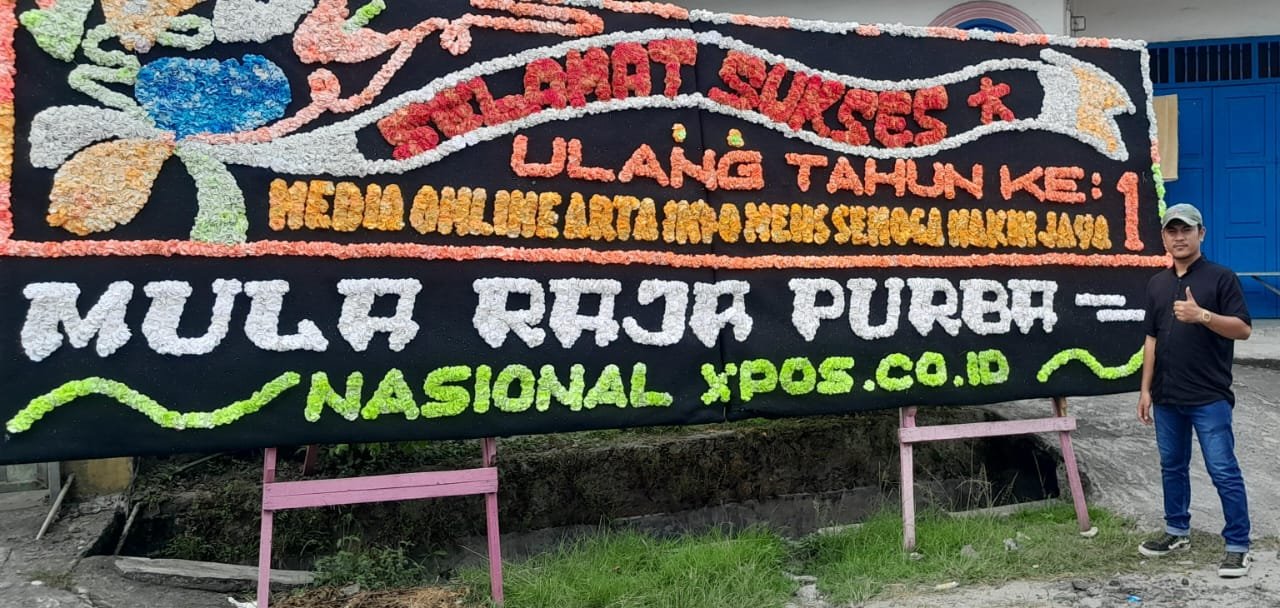 SELAMAT SUKSES
ULANG TAHUN KE: 1
MEDIA ONLINE ARTA INFO NEWS SEMOGA MAKIN JAYA
MULA RAJA PURBA =
NASIONAL XPOS.CO.ID